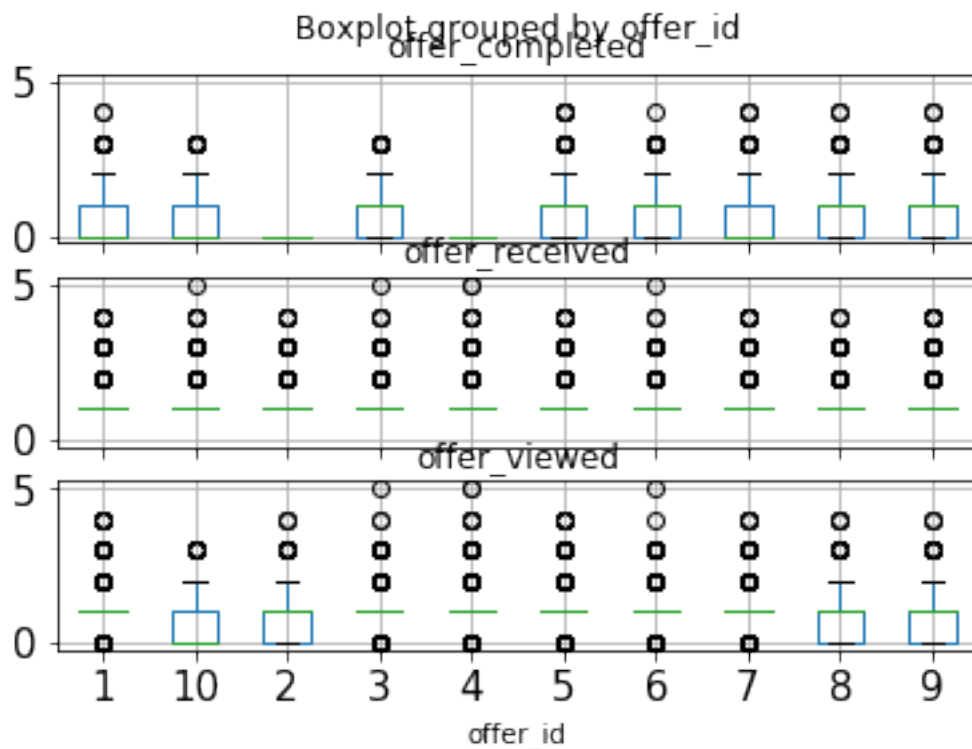 Boxplot grouped by offer_id
offer_completed
5
0
offer_received
5
0
offer_viewed
5
0
1 10 2 3 4 5 6 7 8 9
offer_id